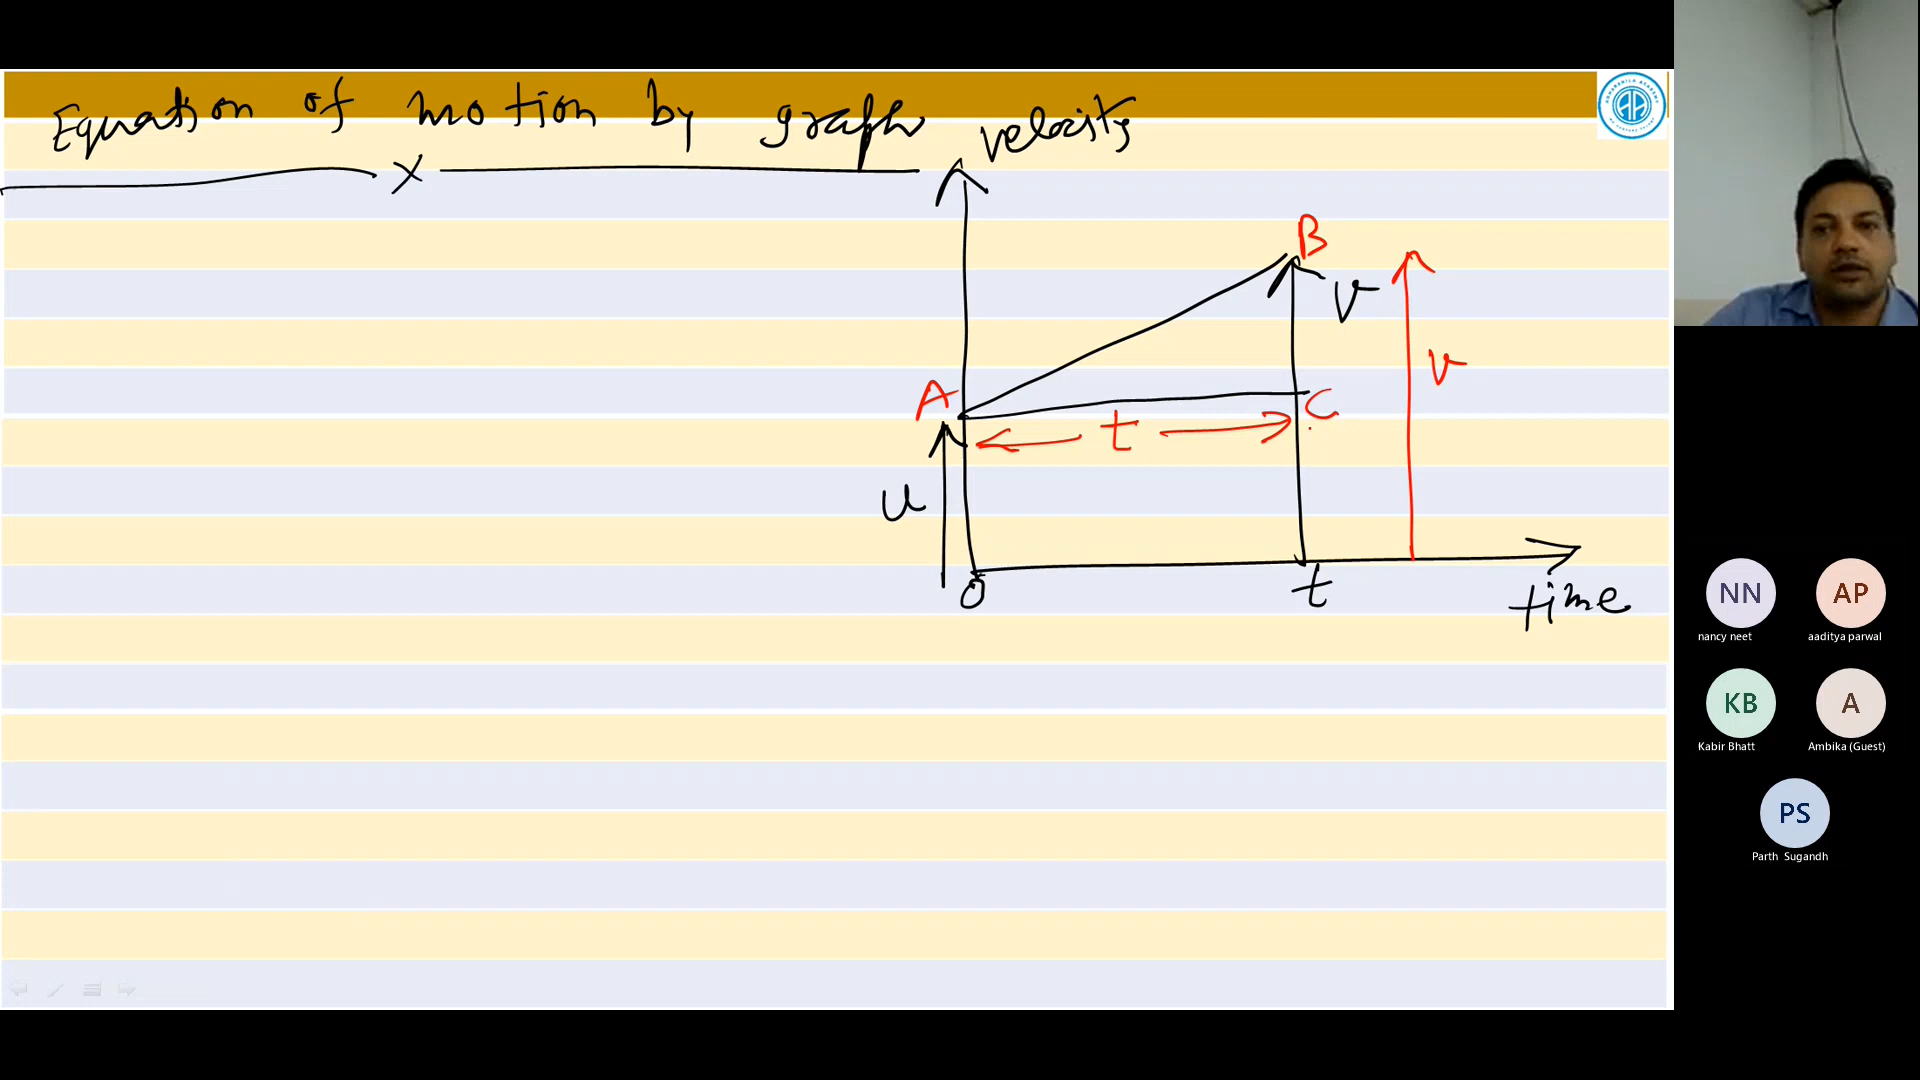 Equation of motion by graph
velocity
X
B
v
v
A
C
t
u
O
t
time
NN
AP
nancy neet
aaditya parwal
KB
A
Kabir Bhatt
Ambika (Guest)
PS
Parth Sugandh